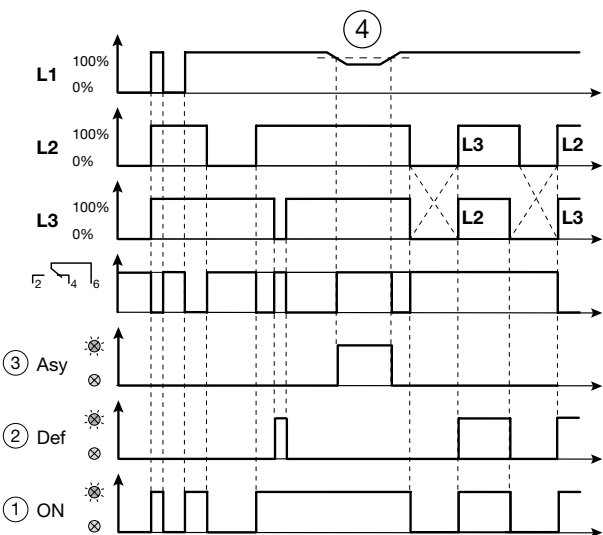 4
L1 100%
0%
L2 100%
0%
L3 L2
L3 100%
0%
L2 L3
2 4 6
3 Asy
2 Def
1 ON